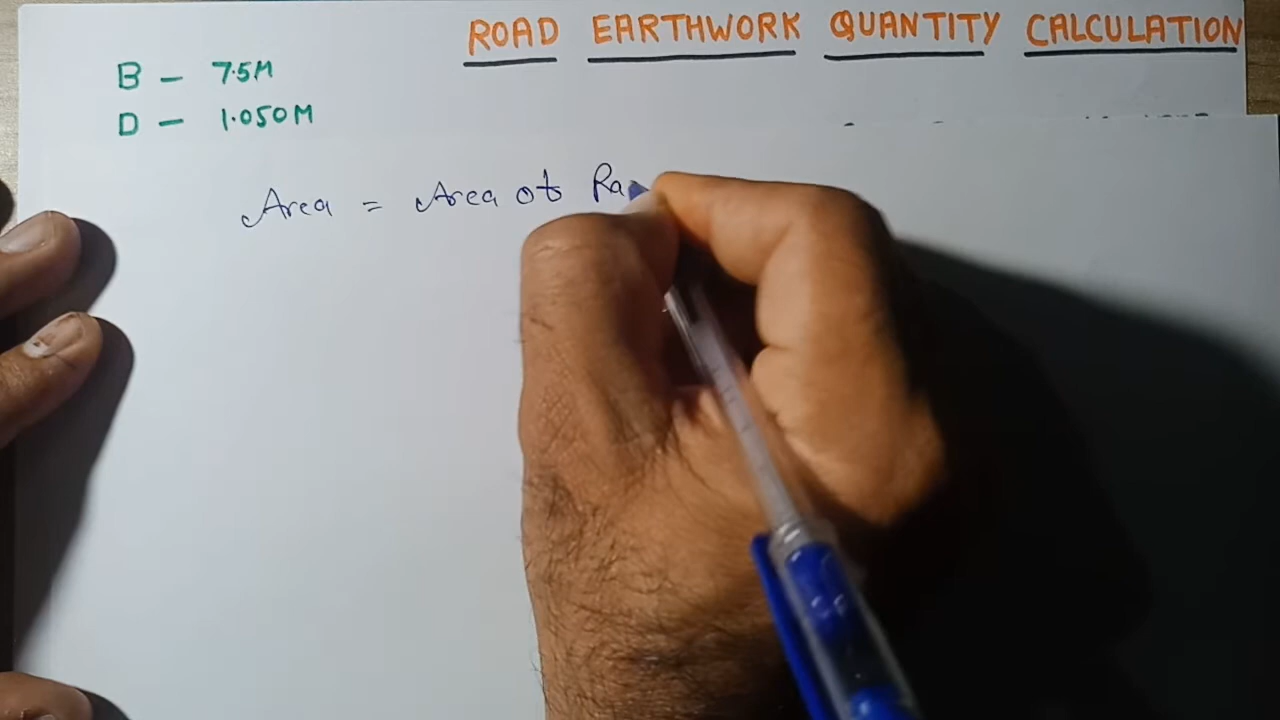 ROAD EARTHWORK QUANTITY CALCULATION
B - 7.5M
D - 1.050M
Area = Area of